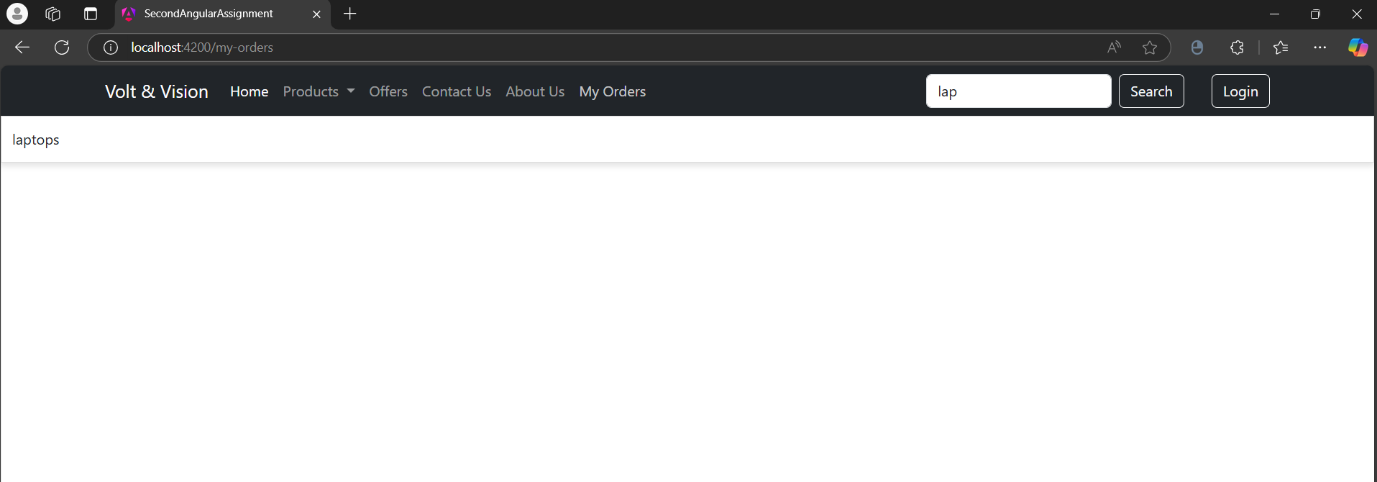 SecondAngularAssignment
localhost:4200/my-orders
Volt & Vision Home Products Offers Contact Us About Us My Orders lap Search Login
laptops